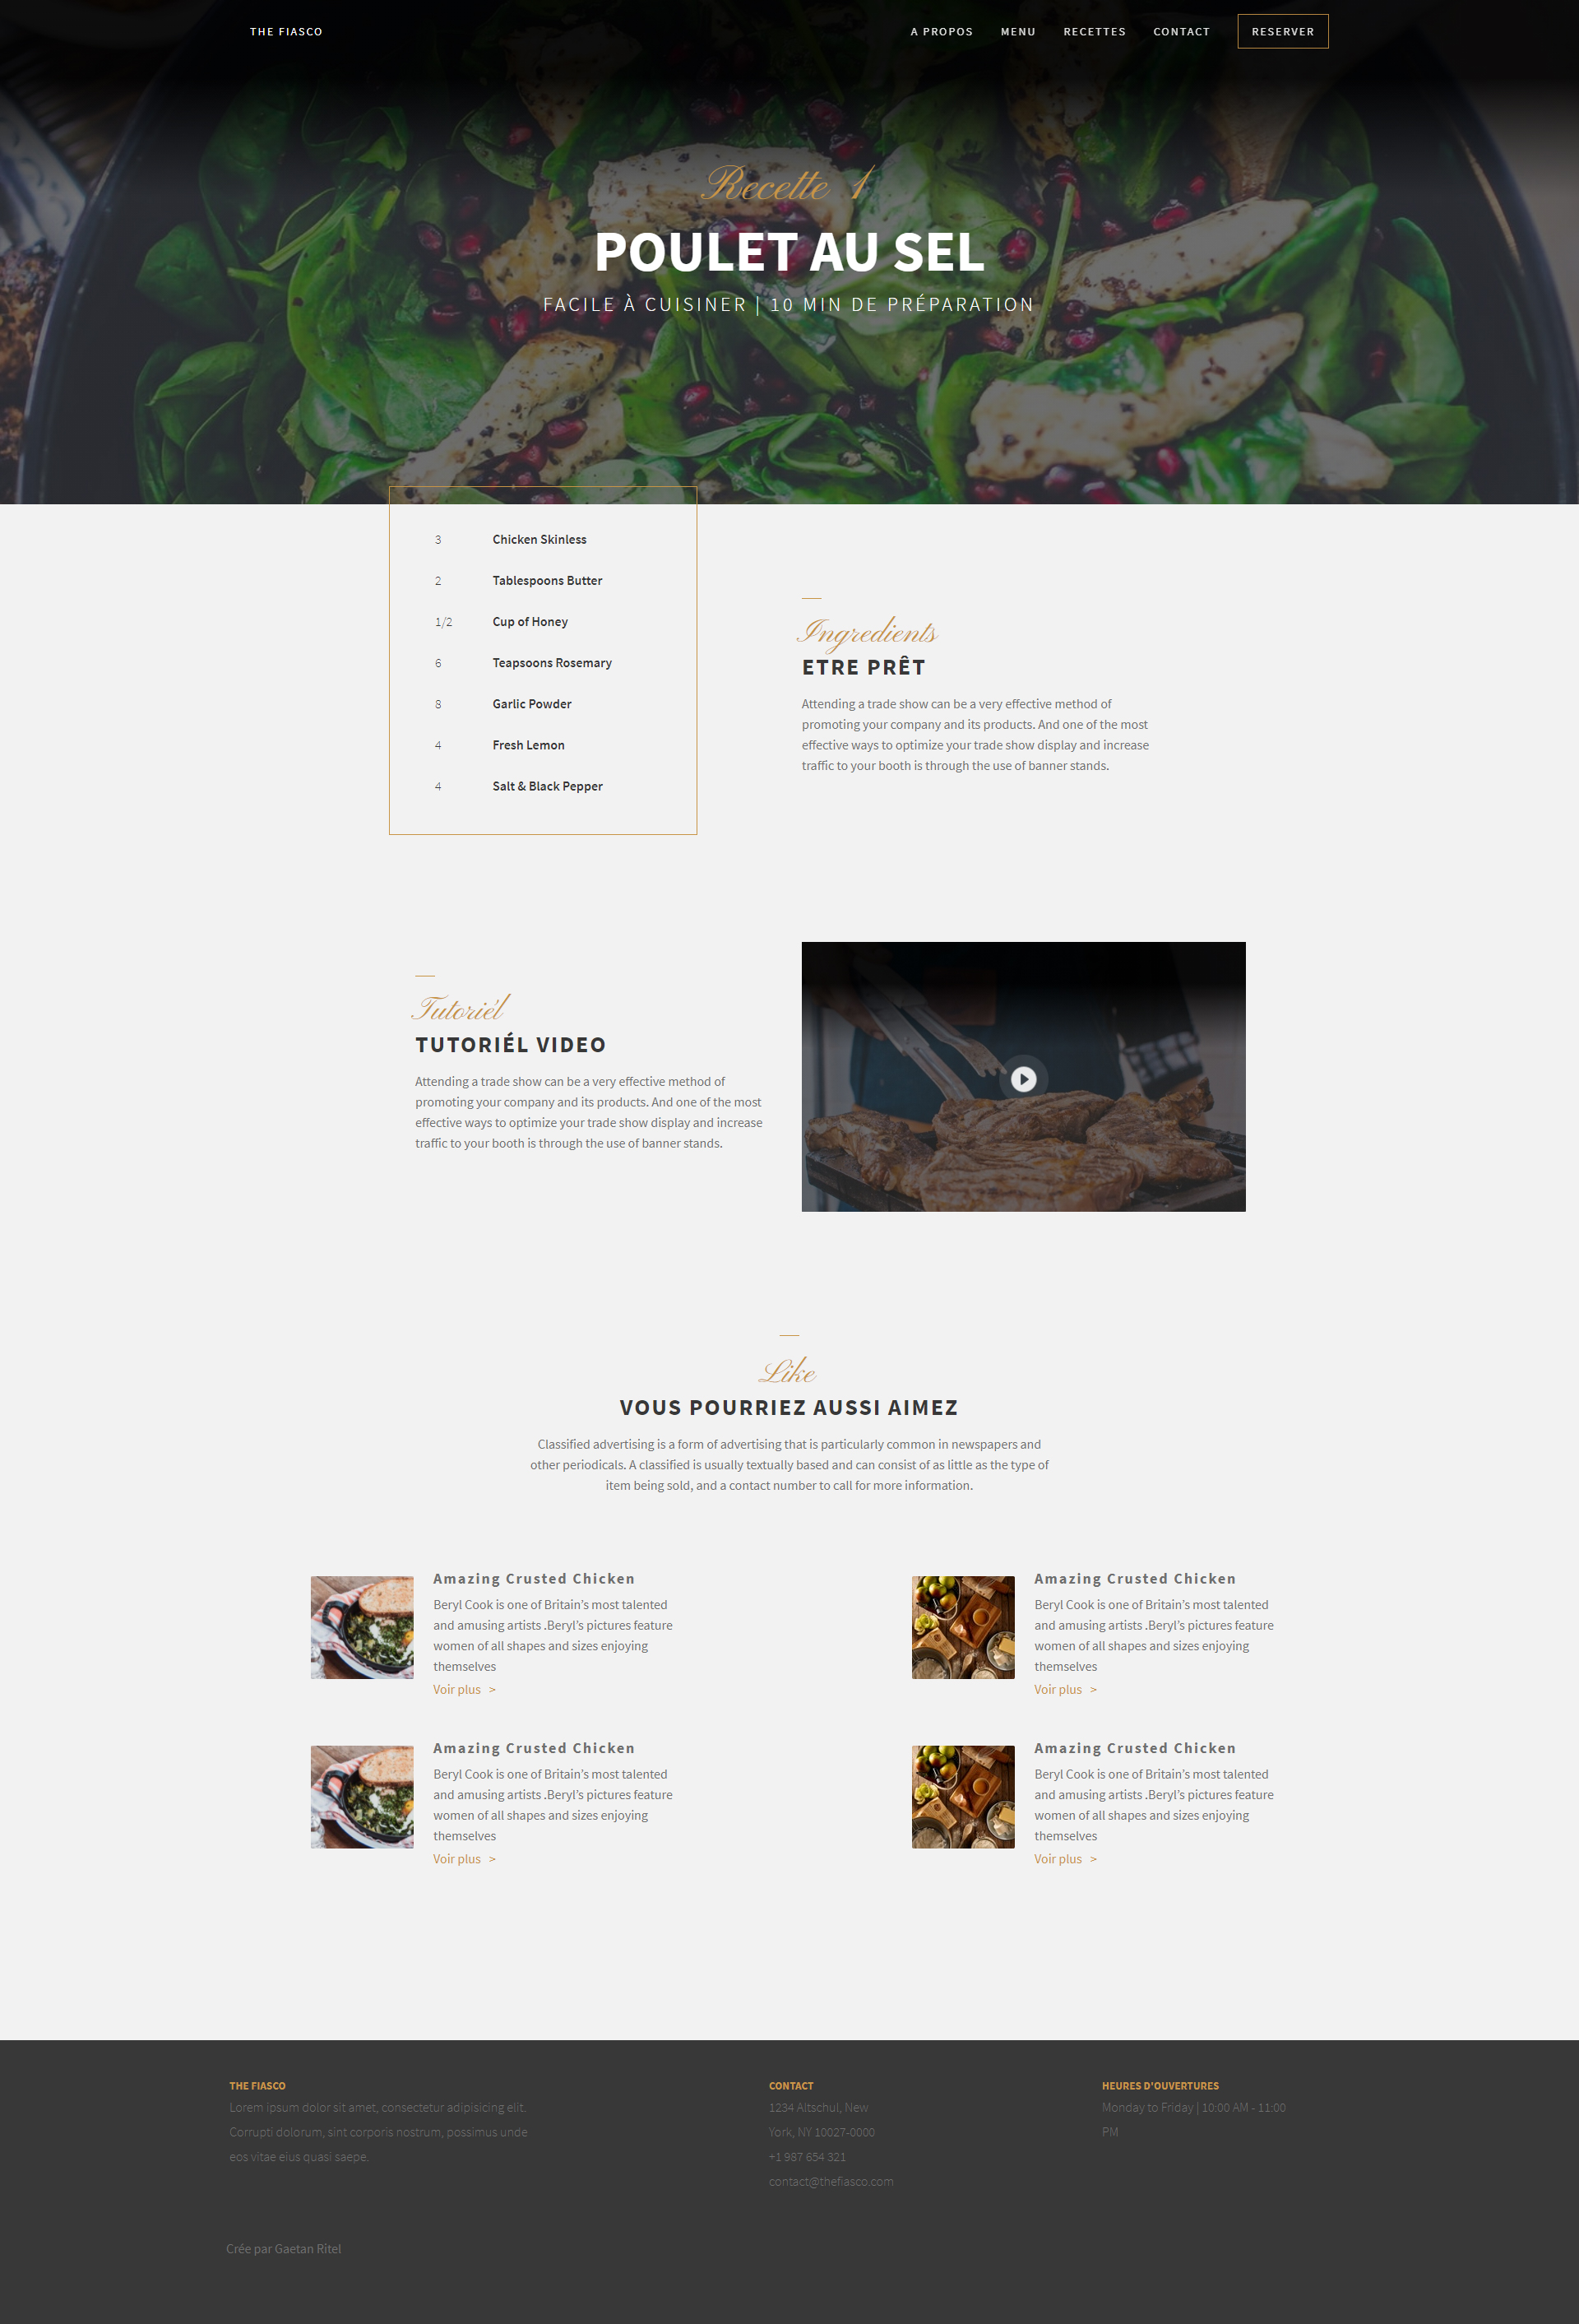 THE FIASCO
A PROPOS MENU RECETTES CONTACT RESERVER
Recette 1
POULET AU SEL
FACILE À CUISINER | 10 MIN DE PRÉPARATION
3 Chicken Skinless
2 Tablespoons Butter
1/2 Cup of Honey
6 Teapsoons Rosemary
8 Garlic Powder
4 Fresh Lemon
4 Salt & Black Pepper
Ingredients
ETRE PRÊT
Attending a trade show can be a very effective method of
promoting your company and its products. And one of the most
effective ways to optimize your trade show display and increase
traffic to your booth is through the use of banner stands.
Tutoriél
TUTORIÉL VIDEO
Attending a trade show can be a very effective method of
promoting your company and its products. And one of the most
effective ways to optimize your trade show display and increase
traffic to your booth is through the use of banner stands.
Like
VOUS POURRIEZ AUSSI AIMEZ
Classified advertising is a form of advertising that is particularly common in newspapers and
other periodicals. A classified is usually textually based and can consist of as little as the type of
item being sold, and a contact number to call for more information.
Amazing Crusted Chicken
Beryl Cook is one of Britain’s most talented
and amusing artists .Beryl’s pictures feature
women of all shapes and sizes enjoying
themselves
Voir plus >
Amazing Crusted Chicken
Beryl Cook is one of Britain’s most talented
and amusing artists .Beryl’s pictures feature
women of all shapes and sizes enjoying
themselves
Voir plus >
Amazing Crusted Chicken
Beryl Cook is one of Britain’s most talented
and amusing artists .Beryl’s pictures feature
women of all shapes and sizes enjoying
themselves
Voir plus >
Amazing Crusted Chicken
Beryl Cook is one of Britain’s most talented
and amusing artists .Beryl’s pictures feature
women of all shapes and sizes enjoying
themselves
Voir plus >
THE FIASCO
Lorem ipsum dolor sit amet, consectetur adipisicing elit.
Corrupti dolorum, sint corporis nostrum, possimus unde
eos vitae eius quasi saepe.
CONTACT
1234 Altschul, New
York, NY 10027-0000
+1 987 654 321
contact@thefiasco.com
HEURES D'OUVERTURES
Monday to Friday | 10:00 AM - 11:00
PM
Crée par Gaetan Ritel